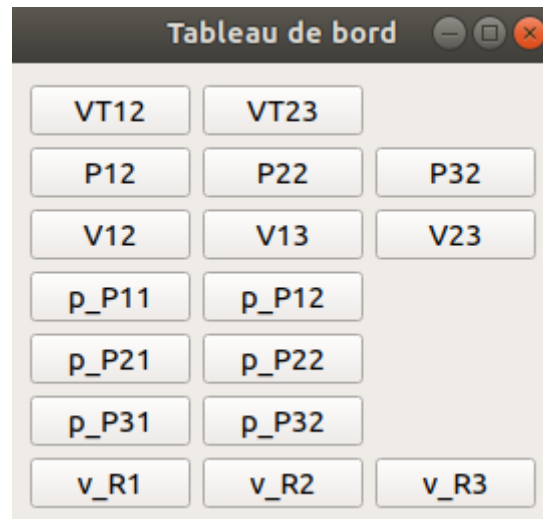 Tableau de bord
VT12 VT23
P12 P22 P32
V12 V13 V23
p_P11 p_P12
p_P21 p_P22
p_P31 p_P32
v_R1 v_R2 v_R3